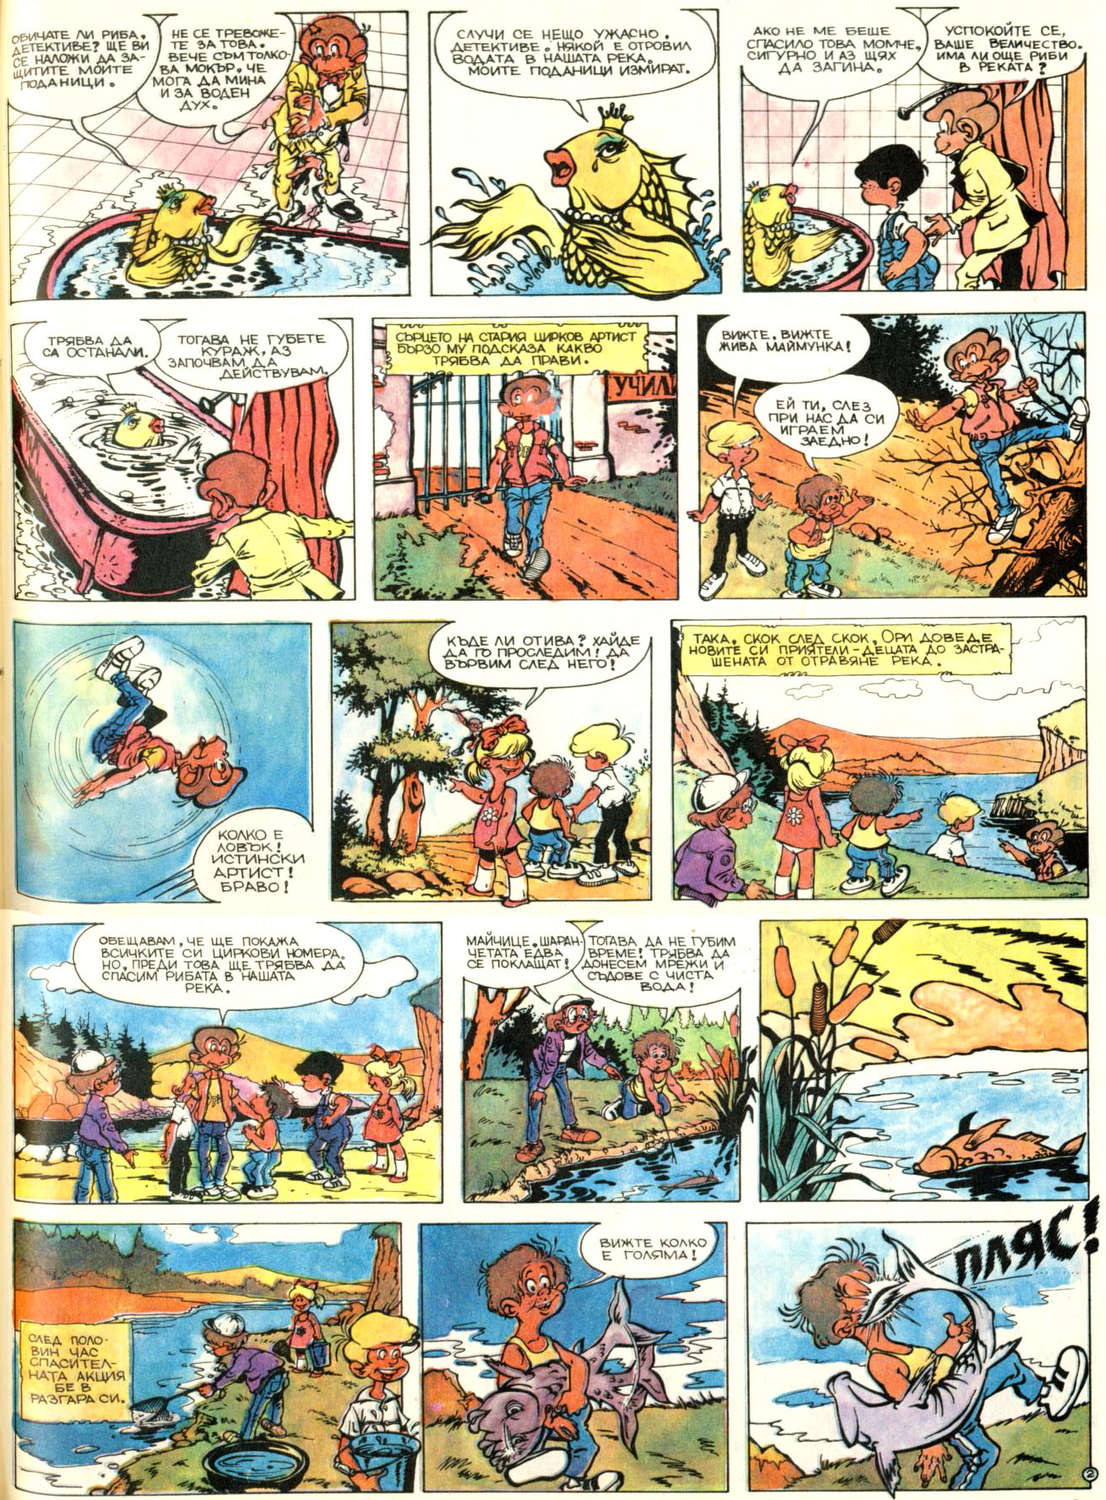 ОБИЧАТЕ ЛИ РИБА,
ДЕТЕКТИВЕ? ЩЕ ВИ
СЕ НАЛОЖИ ДА ЗА-
ЩИТИТЕ МОИТЕ
ПОДАНИЦИ.
НЕ СЕ ТРЕВОЖЕ-
ТЕ ЗА ТОВА.
ВЕЧЕ СЪМ ТОЛКО-
ВА МОКЪР, ЧЕ
МОГА ДА МИНА
И ЗА ВОДЕН
ДУХ.
СЛУЧИ СЕ НЕЩО УЖАСНО,
ДЕТЕКТИВЕ. НЯКОЙ Е ОТРОВИЛ
ВОДАТА В НАШАТА РЕКА.
МОИТЕ ПОДАНИЦИ ИЗМИРАТ.
АКО НЕ МЕ БЕШЕ
СПАСИЛО ТОВА МОМЧЕ,
СИГУРНО И АЗ ЩЯХ
ДА ЗАГИНА.
УСПОКОЙТЕ СЕ,
ВАШЕ ВЕЛИЧЕСТВО.
ИМА ЛИ ОЩЕ РИБИ
В РЕКАТА?
ТРЯБВА ДА
СА ОСТАНАЛИ.
ТОГАВА НЕ ГУБЕТЕ
КУРАЖ, АЗ
ЗАПОЧВАМ ДА
ДЕЙСТВУВАМ.
СЪРЦЕТО НА СТАРИЯ ЦИРКОВ АРТИСТ
БЪРЗО МУ ПОДСКАЗА КАКВО
ТРЯБВА ДА ПРАВИ.
УЧИЛ
ВИЖТЕ, ВИЖТЕ
ЖИВА МАЙМУНКА!
ЕЙ ТИ, СЛЕЗ
ПРИ НАС ДА СИ
ИГРАЕМ
ЗАЕДНО!
КОЛКО Е
ЛОВЪК!
ИСТИНСКИ
АРТИСТ!
БРАВО!
КЪДЕ ЛИ ОТИВА? ХАЙДЕ
ДА ГО ПРОСЛЕДИМ! ДА
ВЪРВИМ СЛЕД НЕГО!
ТАКА, СКОК СЛЕД СКОК, ОРИ ДОВЕДЕ
НОВИТЕ СИ ПРИЯТЕЛИ - ДЕЦАТА ДО ЗАСТРА-
ШЕНАТА ОТ ОТРАВЯНЕ РЕКА.
ОБЕЩАВАМ, ЧЕ ЩЕ ПОКАЖА
ВСИЧКИТЕ СИ ЦИРКОВИ НОМЕРА.
НО, ПРЕДИ ТОВА ЩЕ ТРЯБВА ДА
СПАСИМ РИБАТА В НАШАТА
РЕКА.
МАЙЧИЦЕ, ШАРАН-
ЧЕТАТА ЕДВА
СЕ ПОКЛАЩАТ!
ТОГАВА, ДА НЕ ГУБИМ
ВРЕМЕ! ТРЯБВА ДА
ДОНЕСЕМ МРЕЖИ И
СЪДОВЕ С ЧИСТА
ВОДА!
СЛЕД ПОЛО-
ВИН ЧАС
СПАСИТЕЛ-
НАТА АКЦИЯ
БЕ В
РАЗГАРА СИ.
ВИЖТЕ КОЛКО
Е ГОЛЯМА!
ПЛЯС!
2